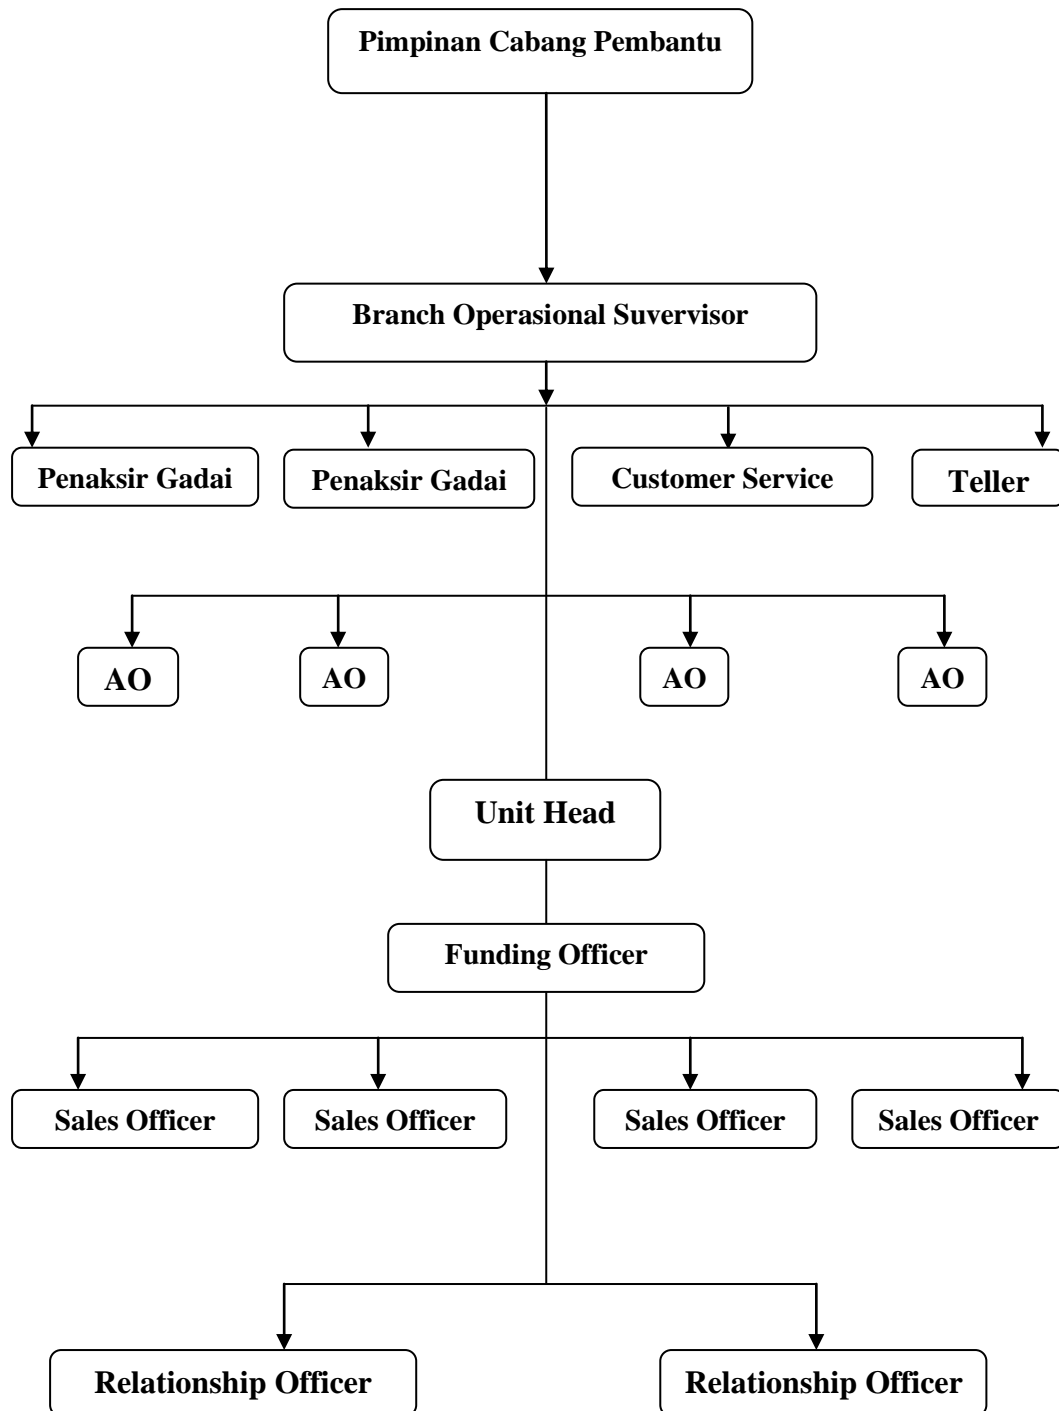 Pimpinan Cabang Pembantu
Branch Operasional Suvervisor
Penaksir Gadai
Penaksir Gadai
Customer Service
Teller
AO
AO
AO
AO
Unit Head
Funding Officer
Sales Officer
Sales Officer
Sales Officer
Sales Officer
Relationship Officer
Relationship Officer